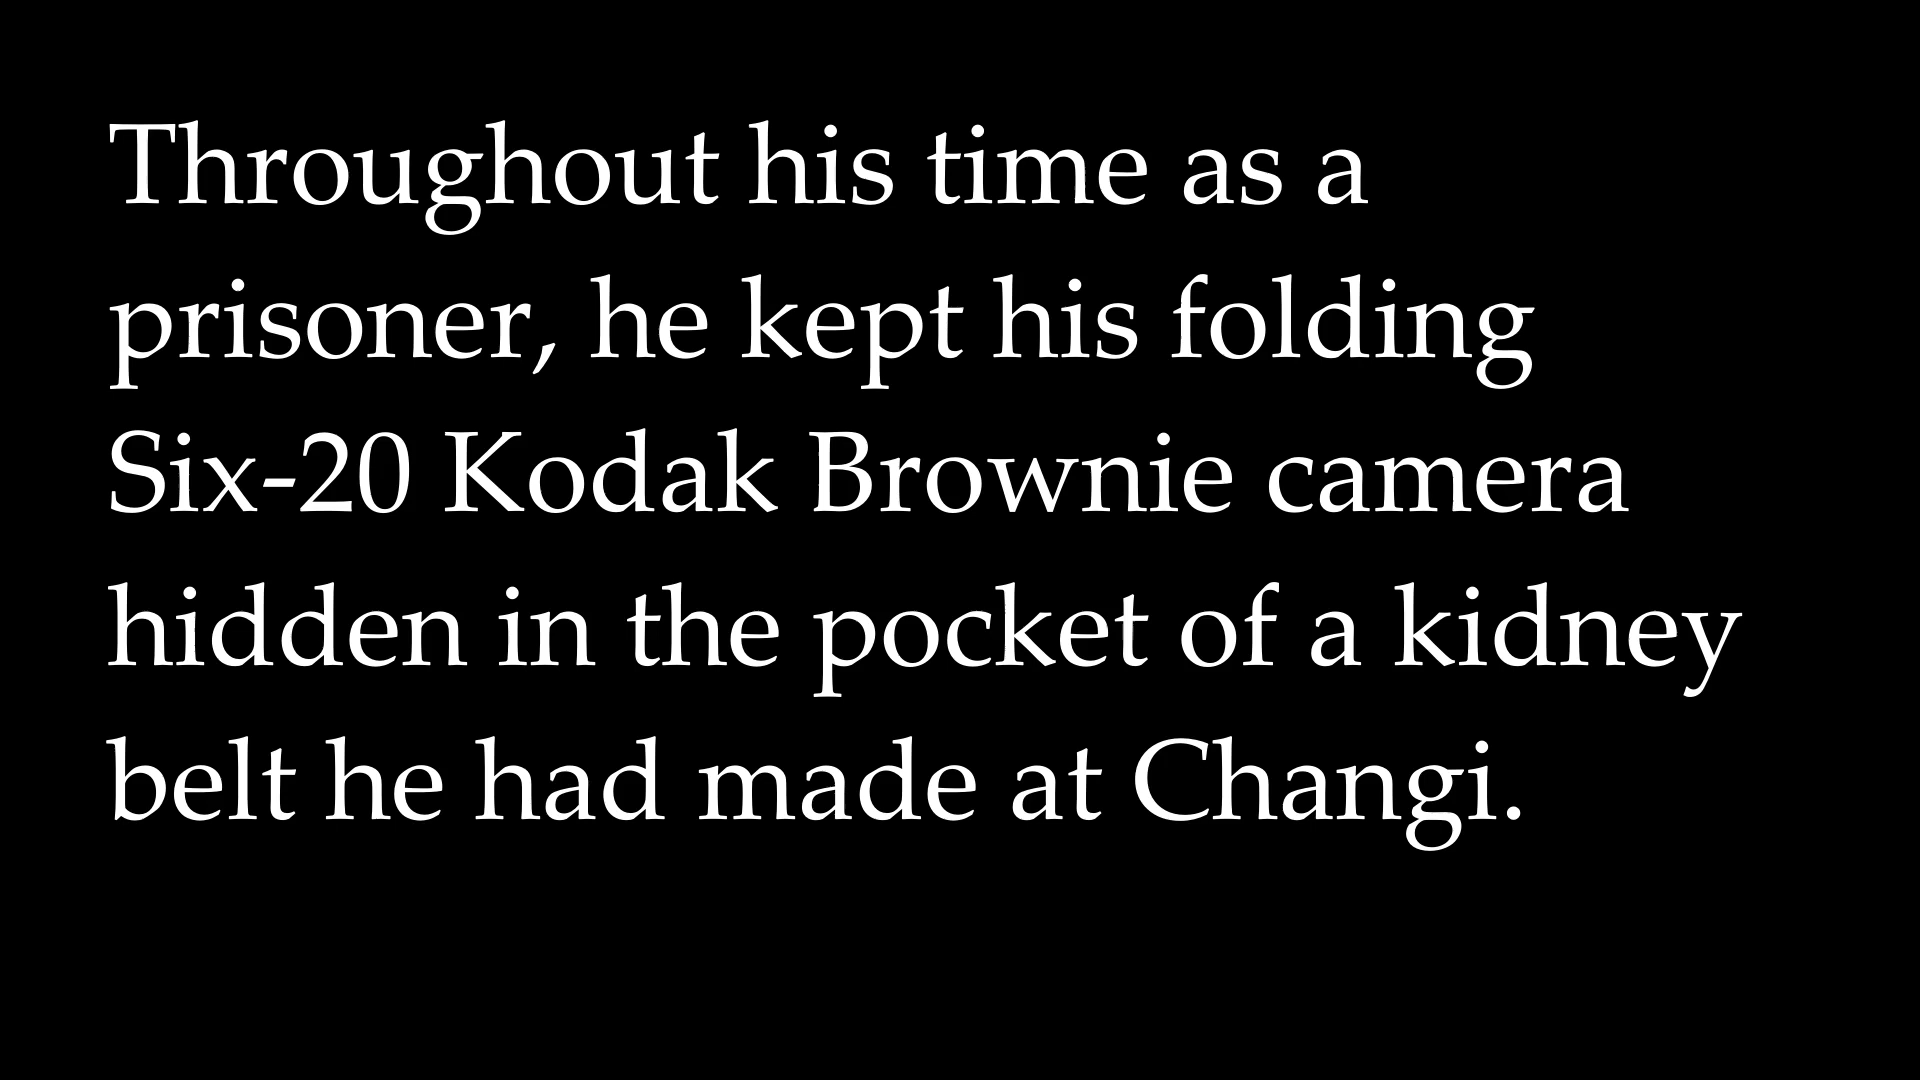 Throughout his time as a
prisoner, he kept his folding
Six-20 Kodak Brownie camera
hidden in the pocket of a kidney
belt he had made at Changi.